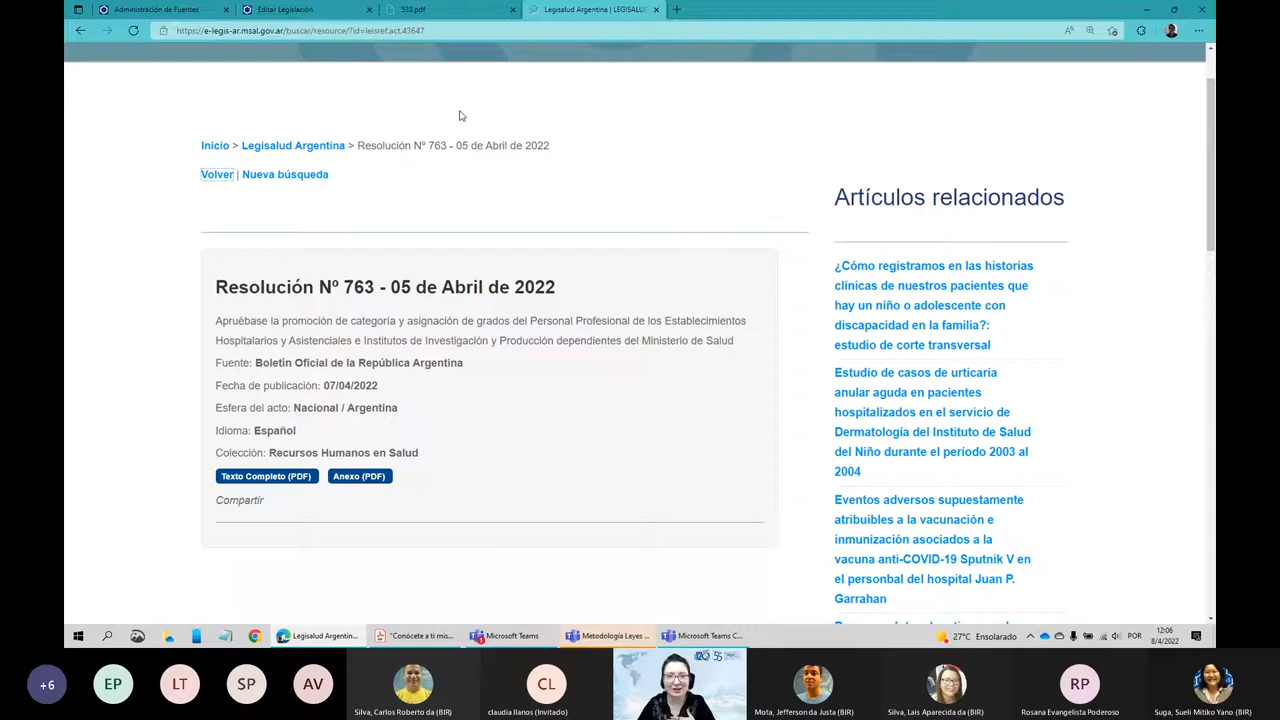 Administración de Fuentes
Editar Legislación
533.pdf
Legisalud Argentina | LEGISALUD
https://e-legis-ar.msal.gov.ar/buscar/resource/?id=leisref.act.43647
Inicio > Legisalud Argentina > Resolución Nº 763 - 05 de Abril de 2022
Volver | Nueva búsqueda
Resolución Nº 763 - 05 de Abril de 2022
Apruébase la promoción de categoría y asignación de grados del Personal Profesional de los Establecimientos
Hospitalarios y Asistenciales e Institutos de Investigación y Producción dependientes del Ministerio de Salud
Fuente: Boletín Oficial de la República Argentina
Fecha de publicación: 07/04/2022
Esfera del acto: Nacional / Argentina
Idioma: Español
Colección: Recursos Humanos en Salud
Texto Completo (PDF) Anexo (PDF)
Compartir
Artículos relacionados
¿Cómo registramos en las historias
clínicas de nuestros pacientes que
hay un niño o adolescente con
discapacidad en la familia?:
estudio de corte transversal
Estudio de casos de urticaria
anular aguda en pacientes
hospitalizados en el servicio de
Dermatología del Instituto de Salud
del Niño durante el período 2003 al
2004
Eventos adversos supuestamente
atribuibles a la vacunación e
inmunización asociados a la
vacuna anti-COVID-19 Sputnik V en
el personbal del hospital Juan P.
Garrahan
Legisalud Argentin...
"Conócete a ti mis...
Microsoft Teams
Metodología Leyes ...
Microsoft Teams C...
27°C Ensolarado
POR
12:06
8/4/2022
+6
EP
LT
SP
AV
Silva, Carlos Roberto da (BIR)
CL
claudia llanos (Invitado)
Mota, Jefferson da Justa (BIR)
Silva, Lais Aparecida da (BIR)
RP
Rosana Evangelista Poderoso
Suga, Sueli Mitiko Yano (BIR)